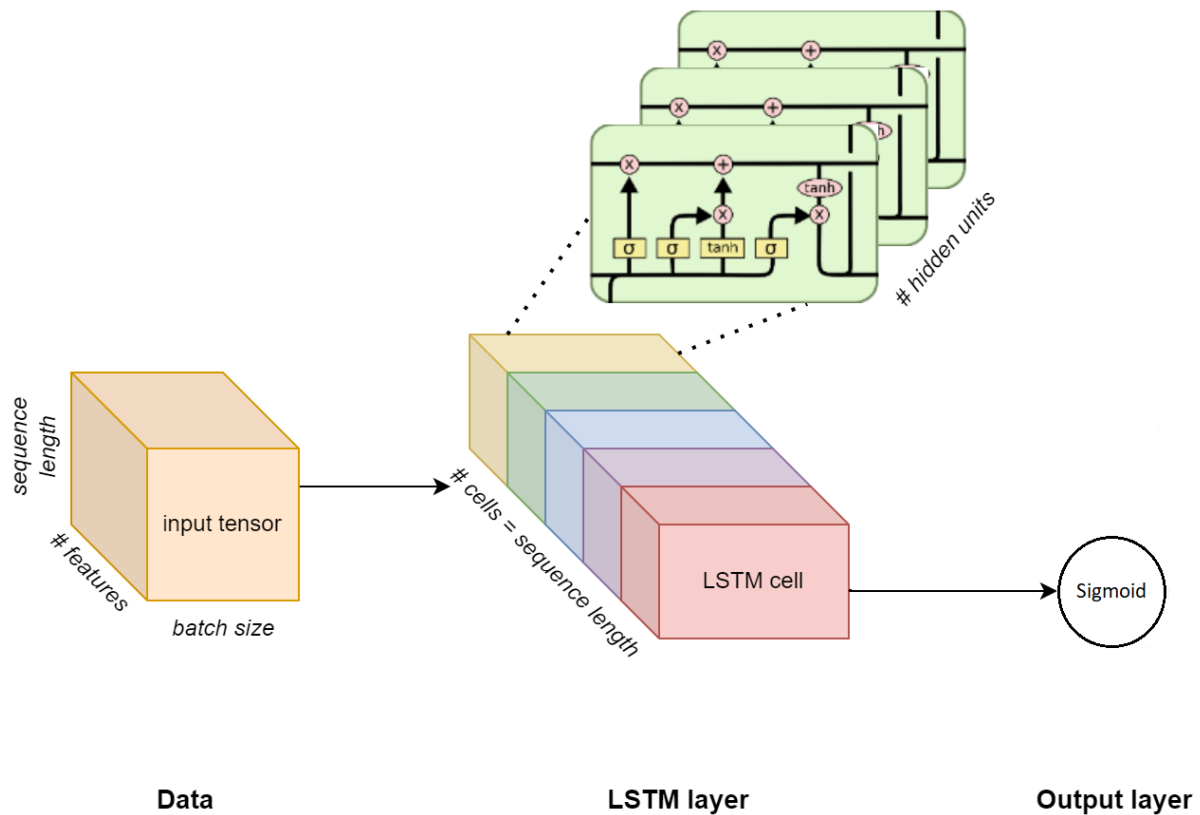 x +
x +
h
x +
tanh
x x
σ σ tanh σ
# hidden units
sequence
length
input tensor
# features
batch size
# cells = sequence length
LSTM cell
Sigmoid
Data LSTM layer Output layer